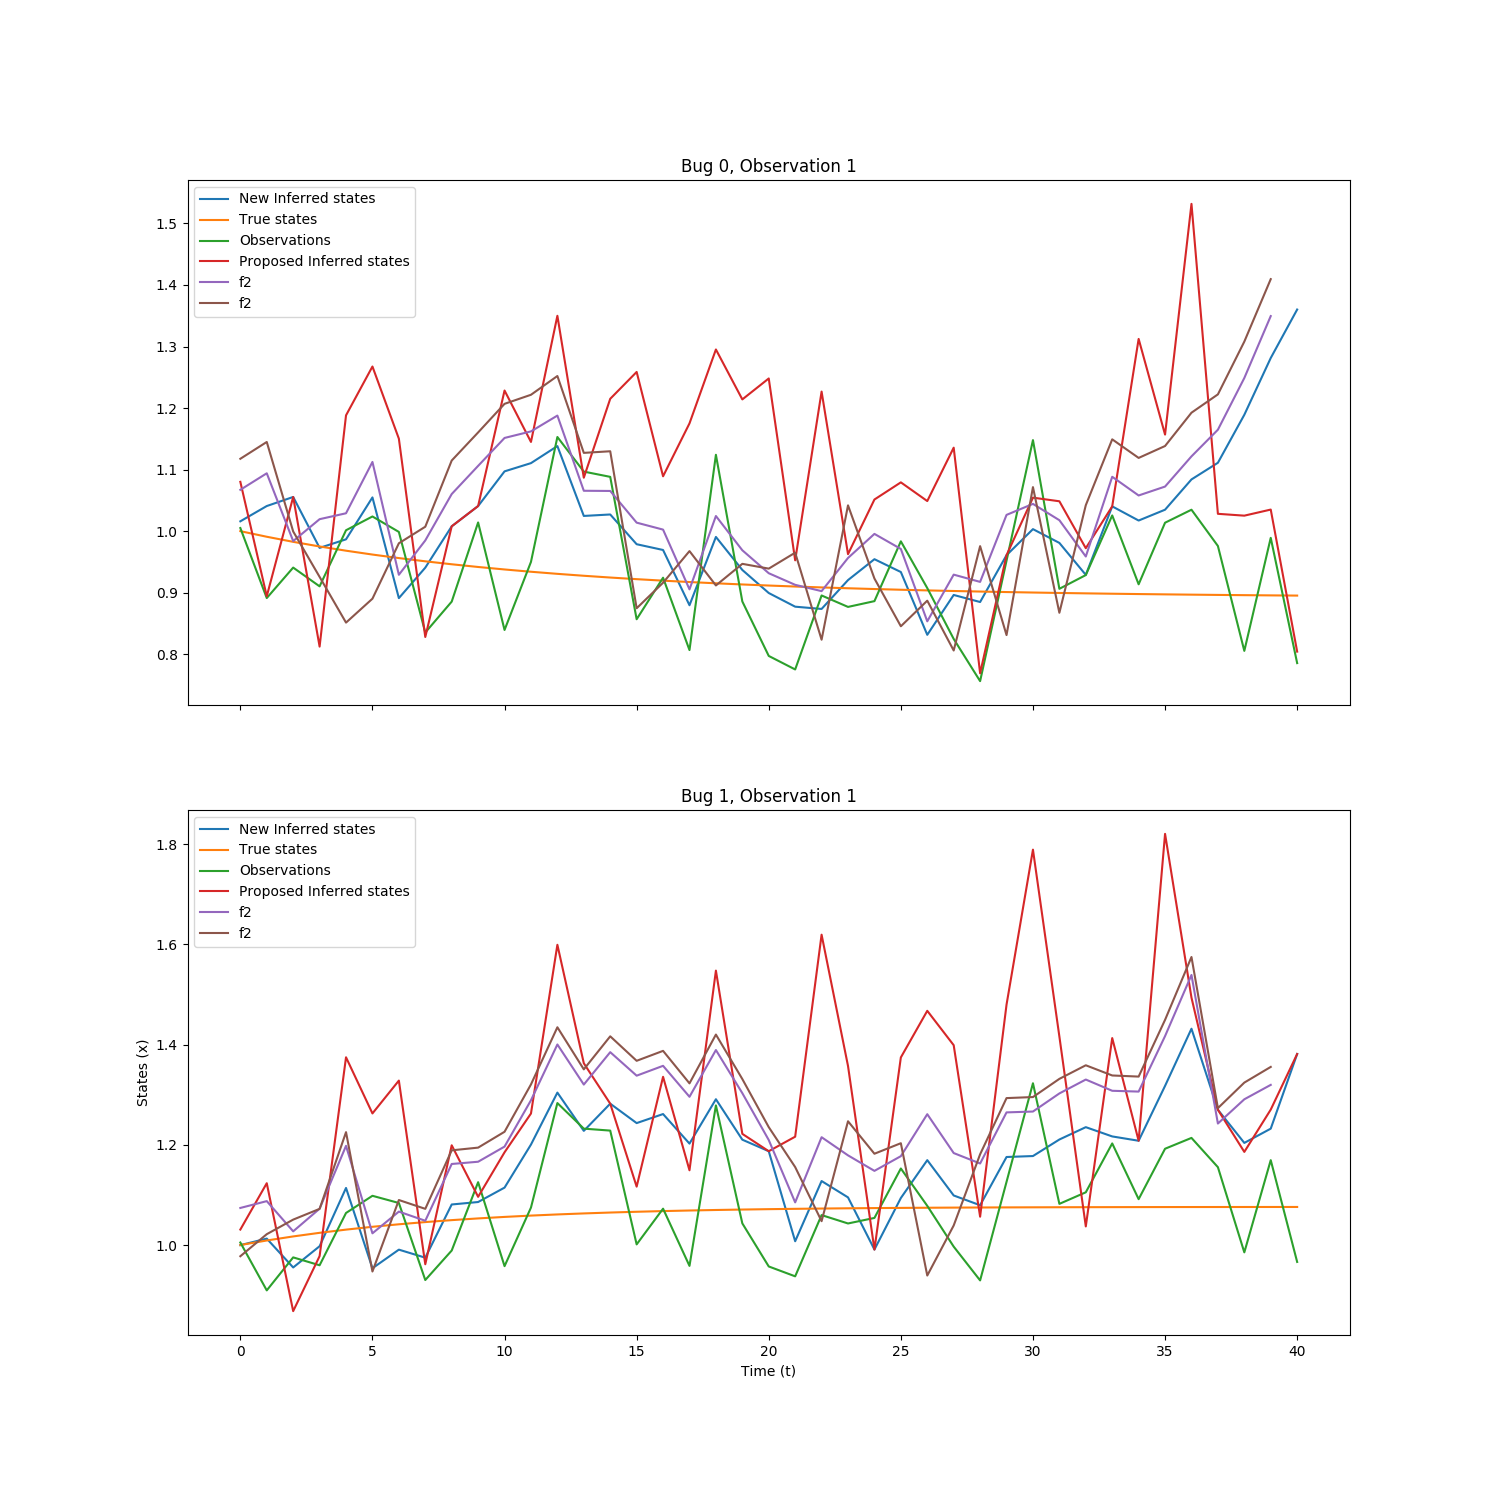 Bug 0, Observation 1
New Inferred states
True states
Observations
Proposed Inferred states
f2
f2
1.5
1.4
1.3
1.2
1.1
1.0
0.9
0.8
Bug 1, Observation 1
New Inferred states
True states
Observations
Proposed Inferred states
f2
f2
States (x)
1.8
1.6
1.4
1.2
1.0
0 5 10 15 20 25 30 35 40
Time (t)